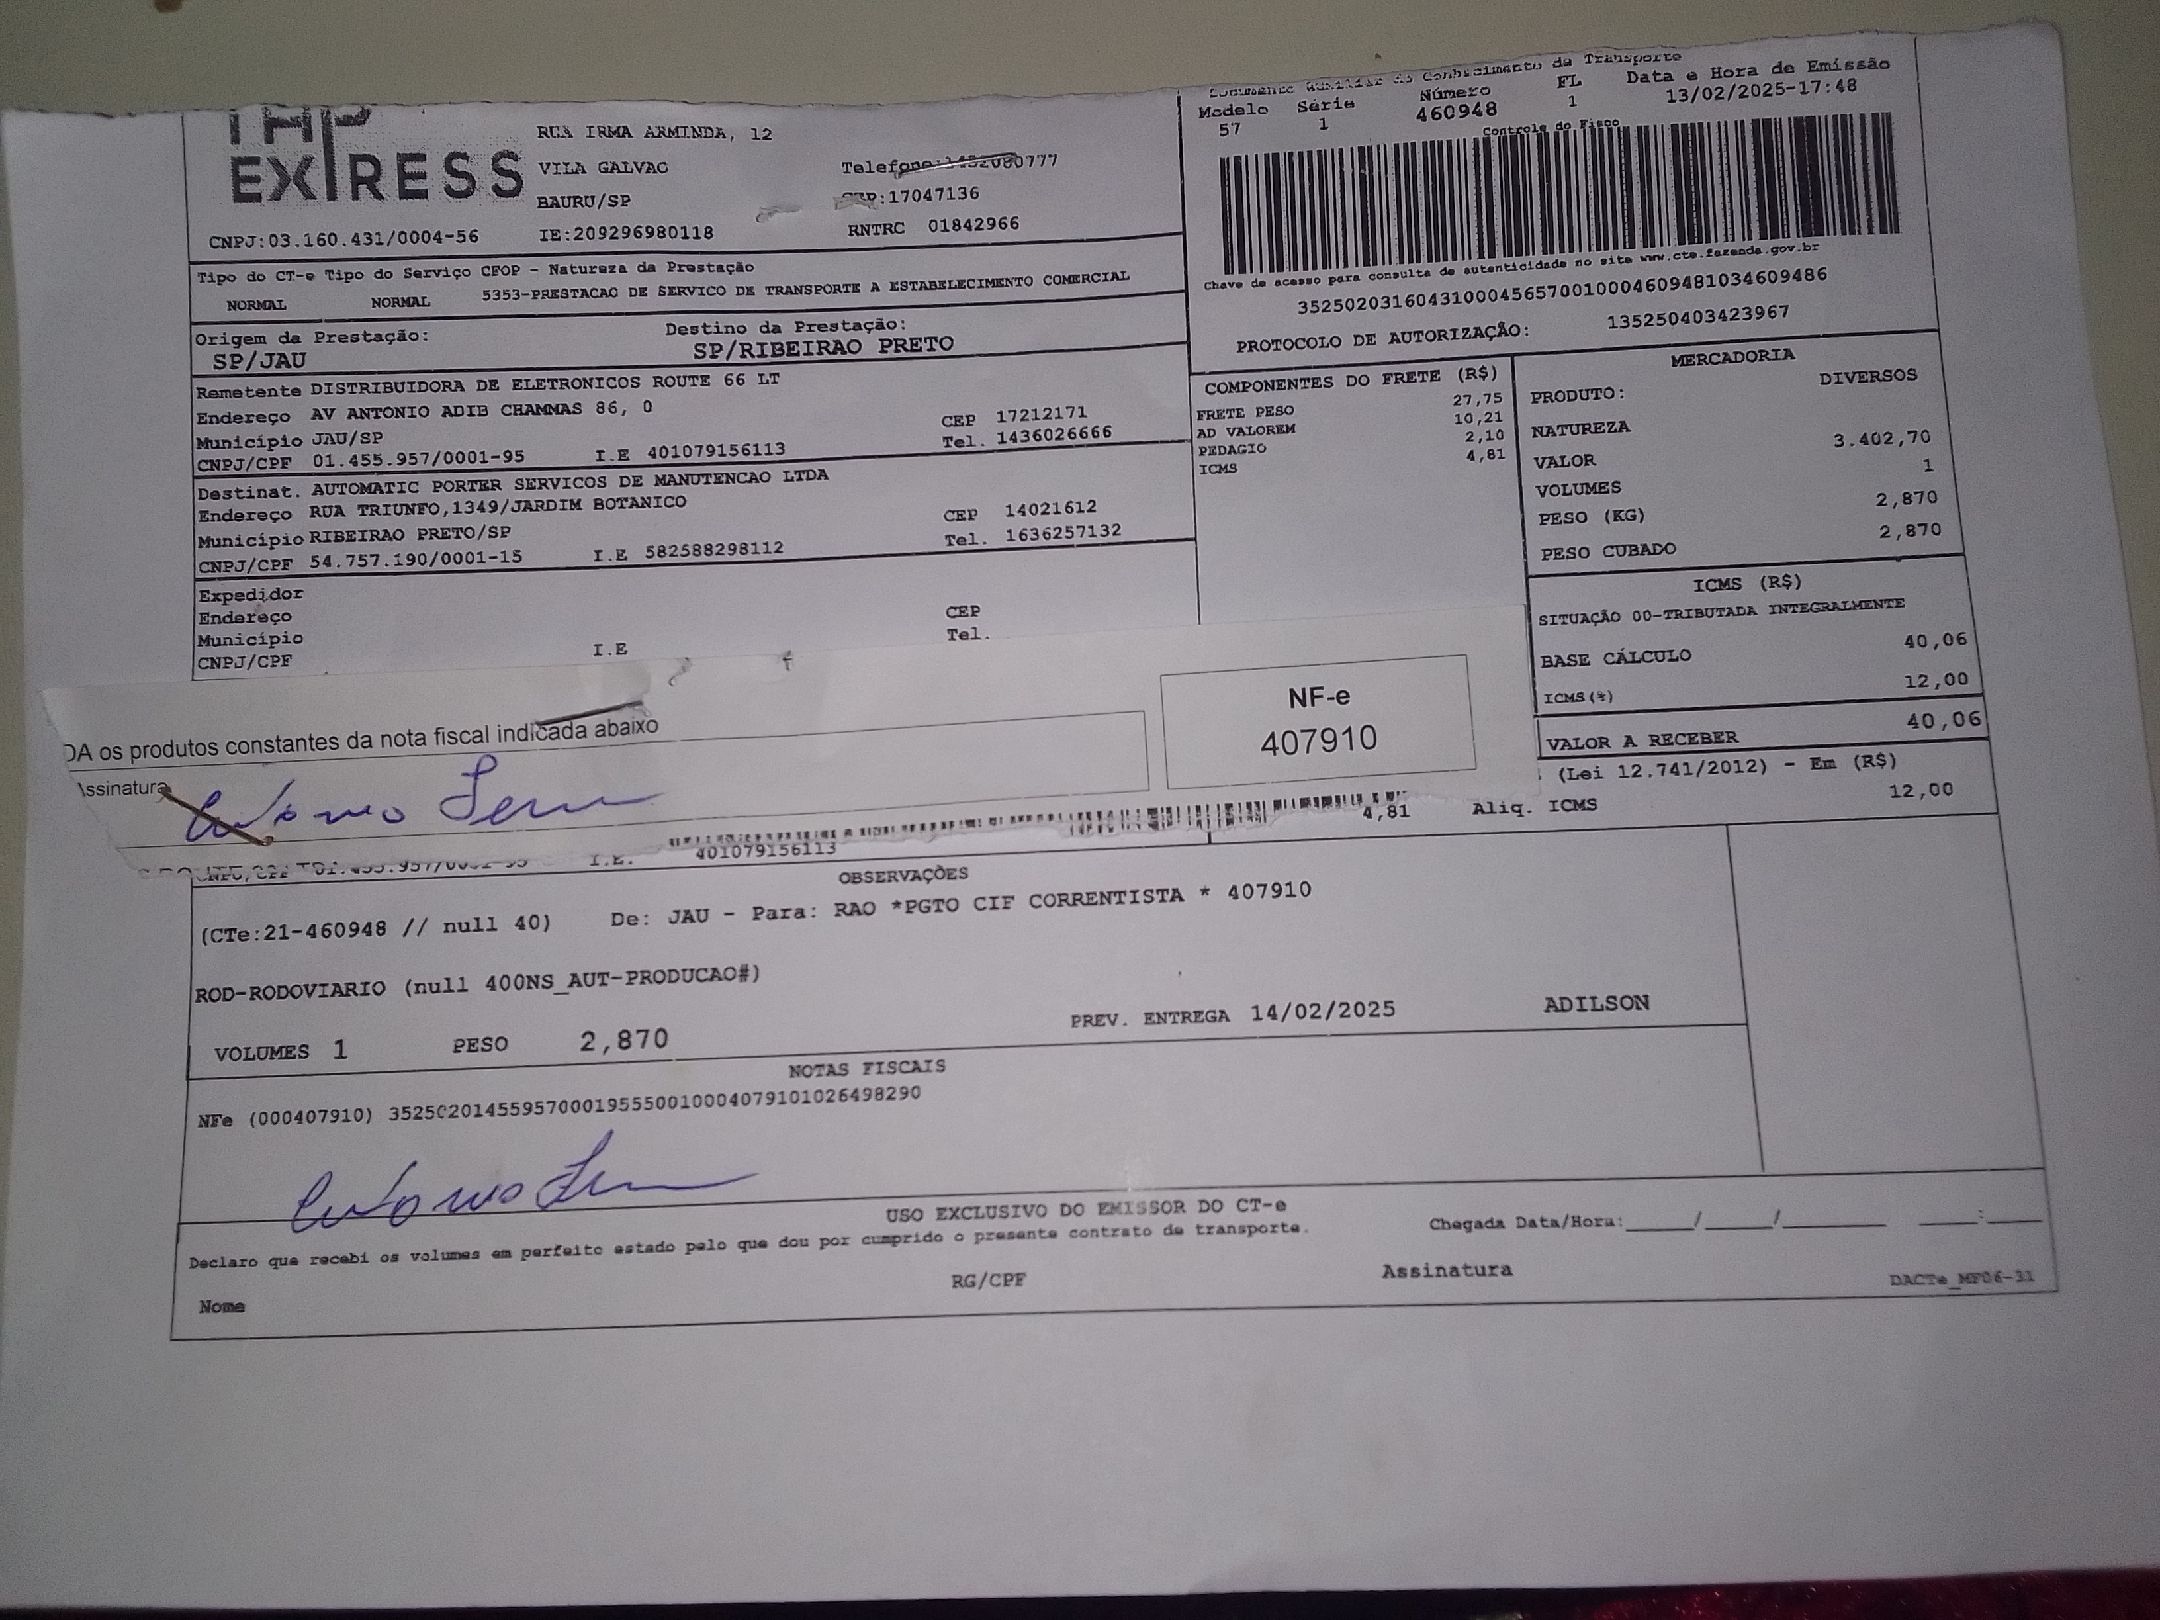 EXPRESS
RUA IRMA ARMINDA, 12
VILA GALVAO
BAURU/SP
CEP:17047136
CNPJ:03.160.431/0004-56 IE:209296980118 RNTRC 01842966
Documento Auxiliar do Conhecimento de Transporte
Modelo Série Número FL Data e Hora de Emissão
57 1 460948 1 13/02/2025-17:48
Controle do Fisco
Chave de acesso para consulta de autenticidade no site www.cte.fazenda.gov.br
35250203160431000456570010004609481034609486
PROTOCOLO DE AUTORIZAÇÃO: 135250403423967
Tipo do CT-e Tipo do Serviço CFOP - Natureza da Prestação
NORMAL NORMAL 5353-PRESTACAO DE SERVICO DE TRANSPORTE A ESTABELECIMENTO COMERCIAL
Origem da Prestação: Destino da Prestação:
SP/JAU SP/RIBEIRAO PRETO
Remetente DISTRIBUIDORA DE ELETRONICOS ROUTE 66 LT
Endereço AV ANTONIO ADIB CHAMMAS 86, 0 CEP 17212171
Município JAU/SP Tel. 1436026666
CNPJ/CPF 01.455.957/0001-95 I.E 401079156113
Destinat. AUTOMATIC PORTER SERVICOS DE MANUTENCAO LTDA
Endereço RUA TRIUNFO,1349/JARDIM BOTANICO CEP 14021612
Município RIBEIRAO PRETO/SP Tel. 1636257132
CNPJ/CPF 54.757.190/0001-15 I.E 582588298112
Expedidor
Endereço CEP
Município Tel.
CNPJ/CPF I.E
COMPONENTES DO FRETE (R$)
FRETE PESO 27,75
AD VALOREM 10,21
PEDAGIO 2,10
ICMS 4,81
MERCADORIA
PRODUTO: DIVERSOS
NATUREZA
VALOR 3.402,70
VOLUMES 1
PESO (KG) 2,870
PESO CUBADO 2,870
ICMS (R$)
SITUAÇÃO 00-TRIBUTADA INTEGRALMENTE
BASE CÁLCULO 40,06
ICMS(%) 12,00
VALOR A RECEBER 40,06
(Lei 12.741/2012) - Em (R$)
4,81 Aliq. ICMS 12,00
DA os produtos constantes da nota fiscal indicada abaixo
Assinatura
NF-e
407910
I.E. 401079156113
OBSERVAÇÕES
(CTe:21-460948 // null 40) De: JAU - Para: RAO *PGTO CIF CORRENTISTA * 407910
ROD-RODOVIARIO (null 400NS_AUT-PRODUCAO#)
VOLUMES 1 PESO 2,870 PREV. ENTREGA 14/02/2025 ADILSON
NOTAS FISCAIS
NFe (000407910) 35250201455957000195550010004079101026498290
USO EXCLUSIVO DO EMISSOR DO CT-e
Declaro que recebi os volumes em perfeito estado pelo que dou por cumprido o presente contrato de transporte. Chegada Data/Hora:____/____/______ ___:___
Nome RG/CPF Assinatura
DACTe_MF06-31